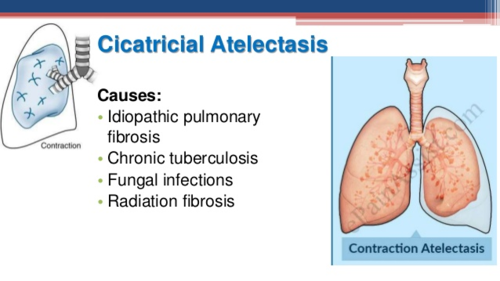 Cicatricial Atelectasis
Causes:
• Idiopathic pulmonary
fibrosis
• Chronic tuberculosis
• Fungal infections
• Radiation fibrosis
Contraction
Contraction Atelectasis